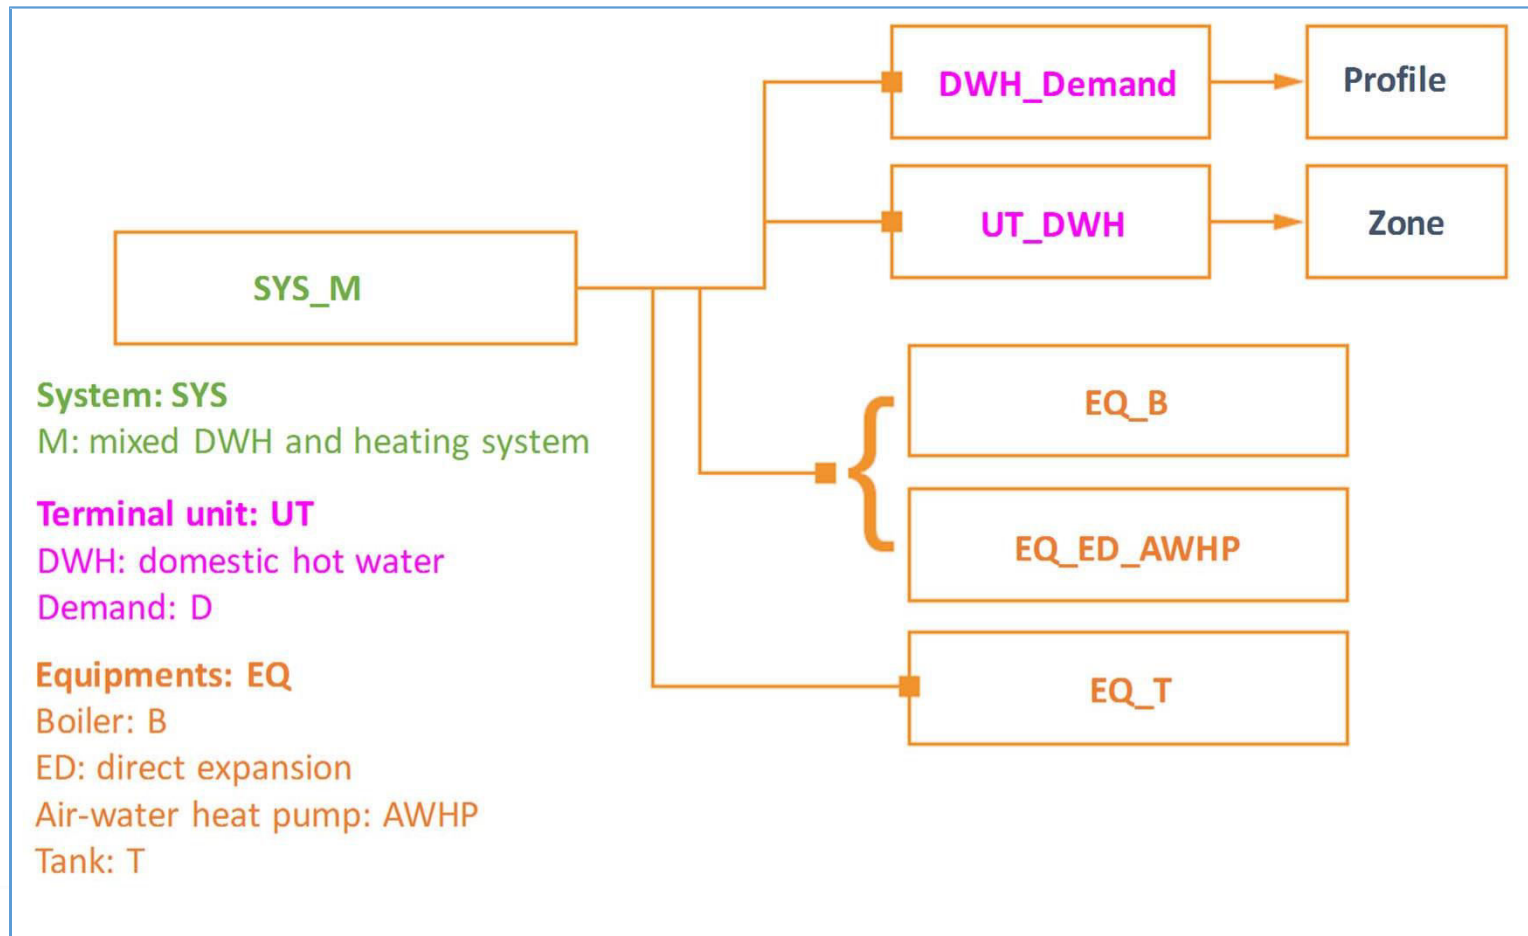 DWH_Demand
Profile
UT_DWH
Zone
SYS_M
System: SYS
M: mixed DWH and heating system
Terminal unit: UT
DWH: domestic hot water
Demand: D
Equipments: EQ
Boiler: B
ED: direct expansion
Air-water heat pump: AWHP
Tank: T
EQ_B
EQ_ED_AWHP
EQ_T